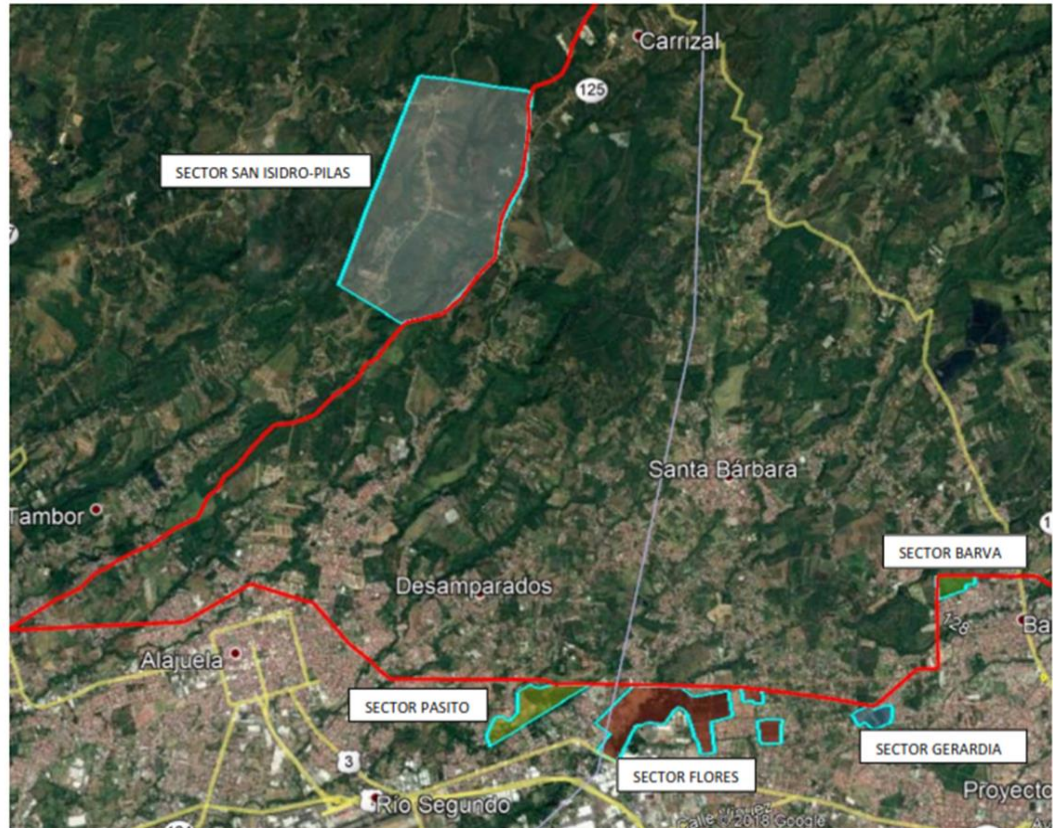 Carrizal
125
SECTOR SAN ISIDRO-PILAS
Santa Bárbara
Tambor
SECTOR BARVA
Desamparados
128
Ba
Alajuela
SECTOR PASITO
SECTOR GERARDIA
3
SECTOR FLORES
Río Segundo
Proyecto
© 2018 Google